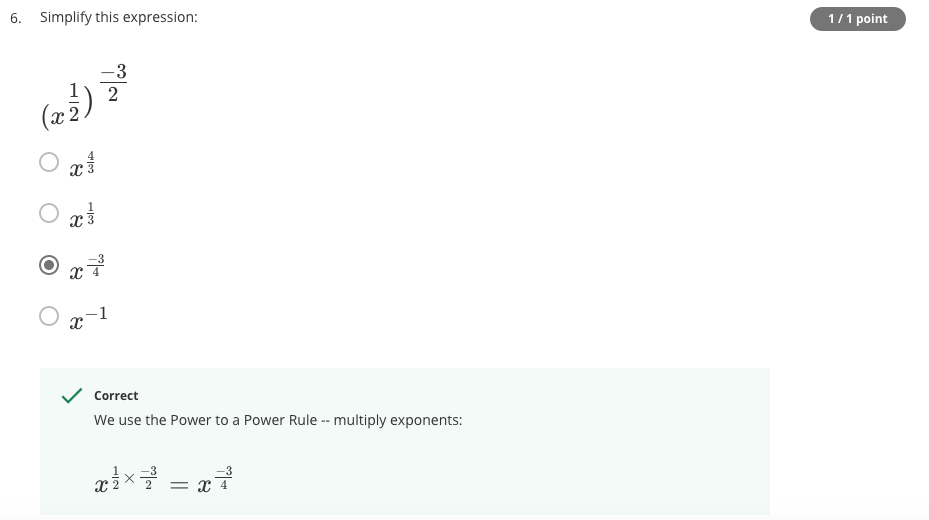 6. Simplify this expression:
1 / 1 point
(x^{\frac{1}{2}})^{\frac{-3}{2}}
x^{\frac{4}{3}}
x^{\frac{1}{3}}
x^{\frac{-3}{4}}
x^{-1}
Correct
We use the Power to a Power Rule -- multiply exponents:
x^{\frac{1}{2} \times \frac{-3}{2}} = x^{\frac{-3}{4}}